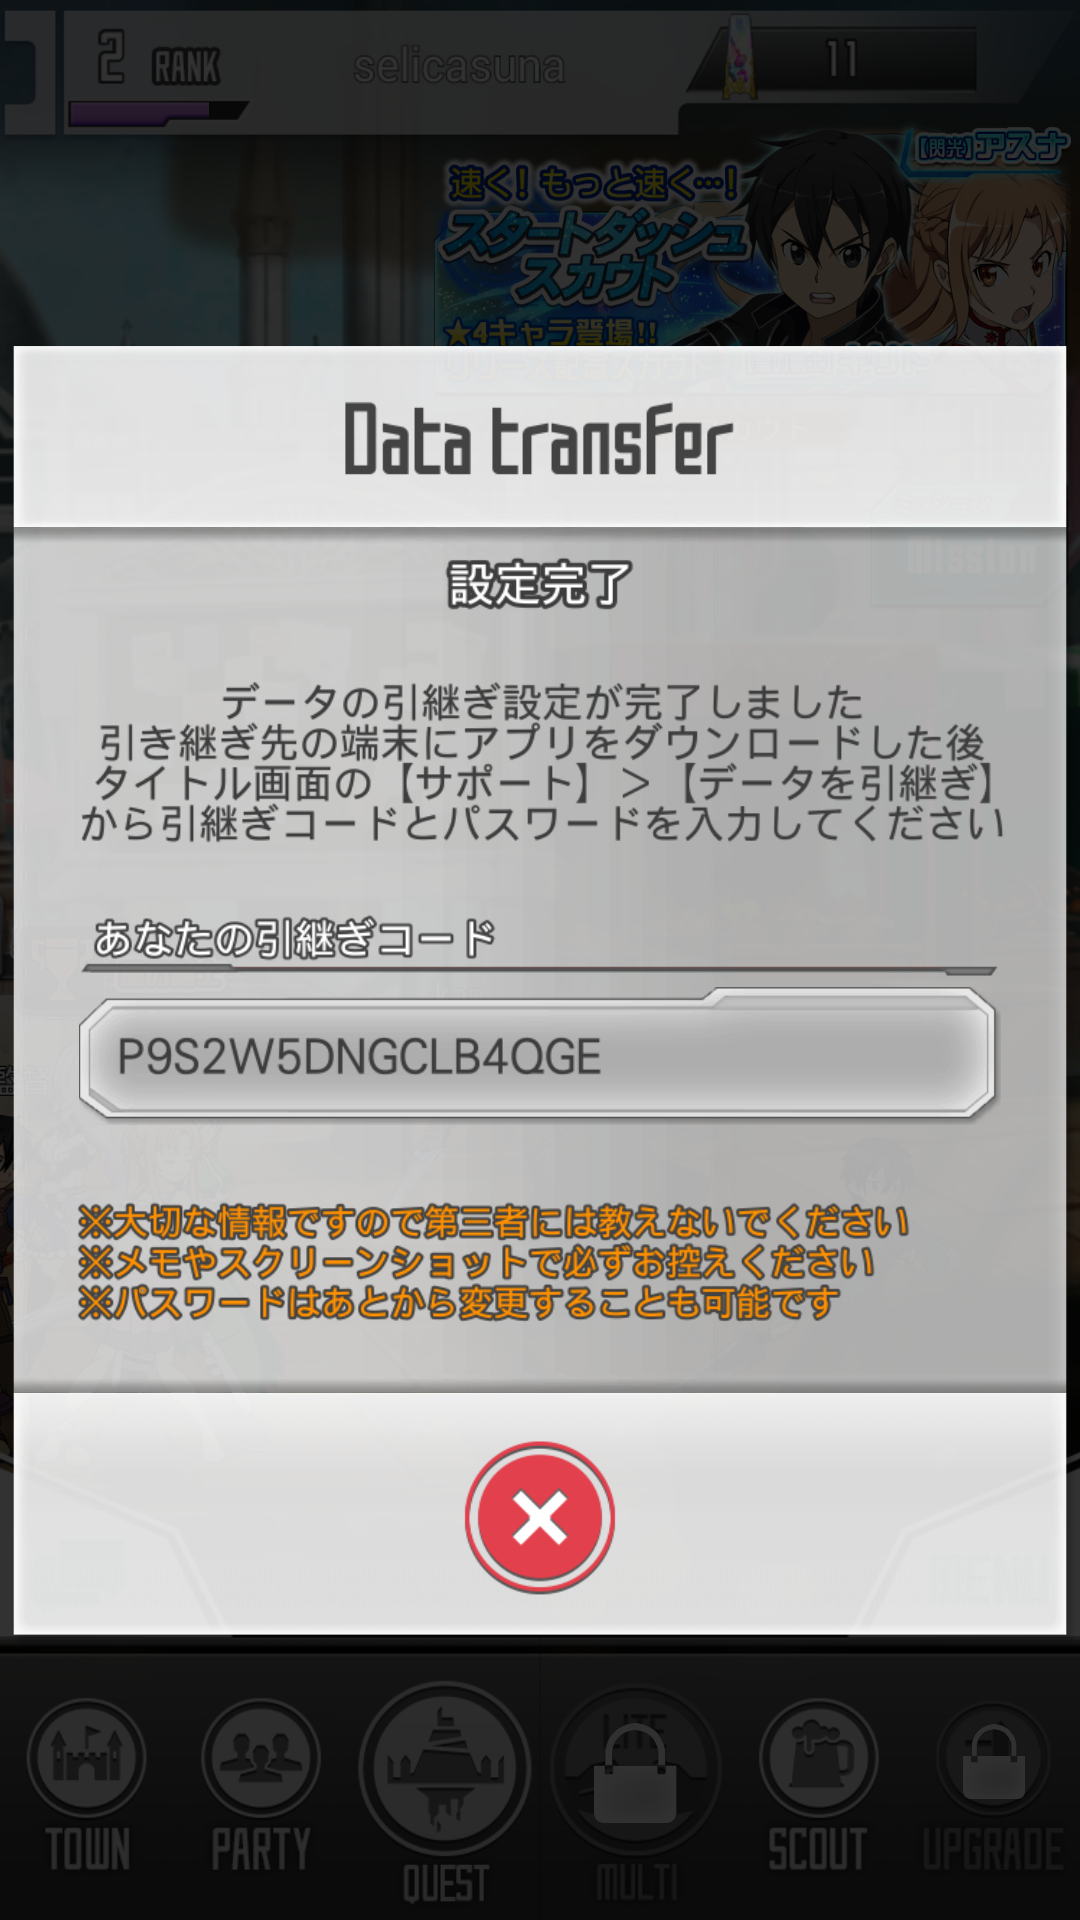 2 RANK
selicasuna
11
【閃光】アスナ
速く!もっと速く…!
スタートダッシュ
スカウト
★4キャラ登場!!
Data transfer
Mission
設定完了
データの引継ぎ設定が完了しました
引き継ぎ先の端末にアプリをダウンロードした後
タイトル画面の【サポート】＞【データを引継ぎ】
から引継ぎコードとパスワードを入力してください
あなたの引継ぎコード
P9S2W5DNGCLB4QGE
※大切な情報ですので第三者には教えないでください
※メモやスクリーンショットで必ずお控えください
※パスワードはあとから変更することも可能です
LITE
TOWN
PARTY
QUEST
MULTI
SCOUT
UPGRADE